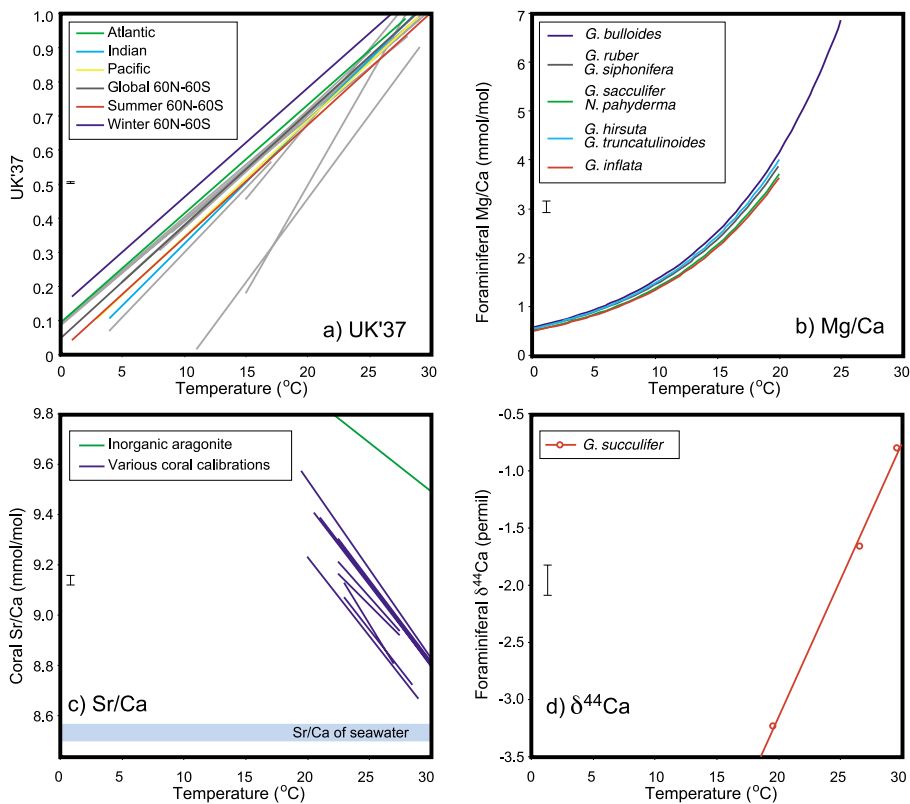 1.0
0.9
0.8
0.7
0.6
0.5
0.4
0.3
0.2
0.1
0
UK'37
Atlantic
Indian
Pacific
Global 60N-60S
Summer 60N-60S
Winter 60N-60S
a) UK'37
0 5 10 15 20 25 30
Temperature (°C)
7
6
5
4
3
2
1
0
Foraminiferal Mg/Ca (mmol/mol)
G. bulloides
G. ruber
G. siphonifera
G. sacculifer
N. pahyderma
G. hirsuta
G. truncatulinoides
G. inflata
b) Mg/Ca
0 5 10 15 20 25 30
Temperature (°C)
9.8
9.6
9.4
9.2
9.0
8.8
8.6
Coral Sr/Ca (mmol/mol)
Inorganic aragonite
Various coral calibrations
c) Sr/Ca
Sr/Ca of seawater
0 5 10 15 20 25 30
Temperature (°C)
-0.5
-1.0
-1.5
-2.0
-2.5
-3.0
-3.5
Foraminiferal δ⁴⁴Ca (permil)
G. succulifer
d) δ⁴⁴Ca
0 5 10 15 20 25 30
Temperature (°C)